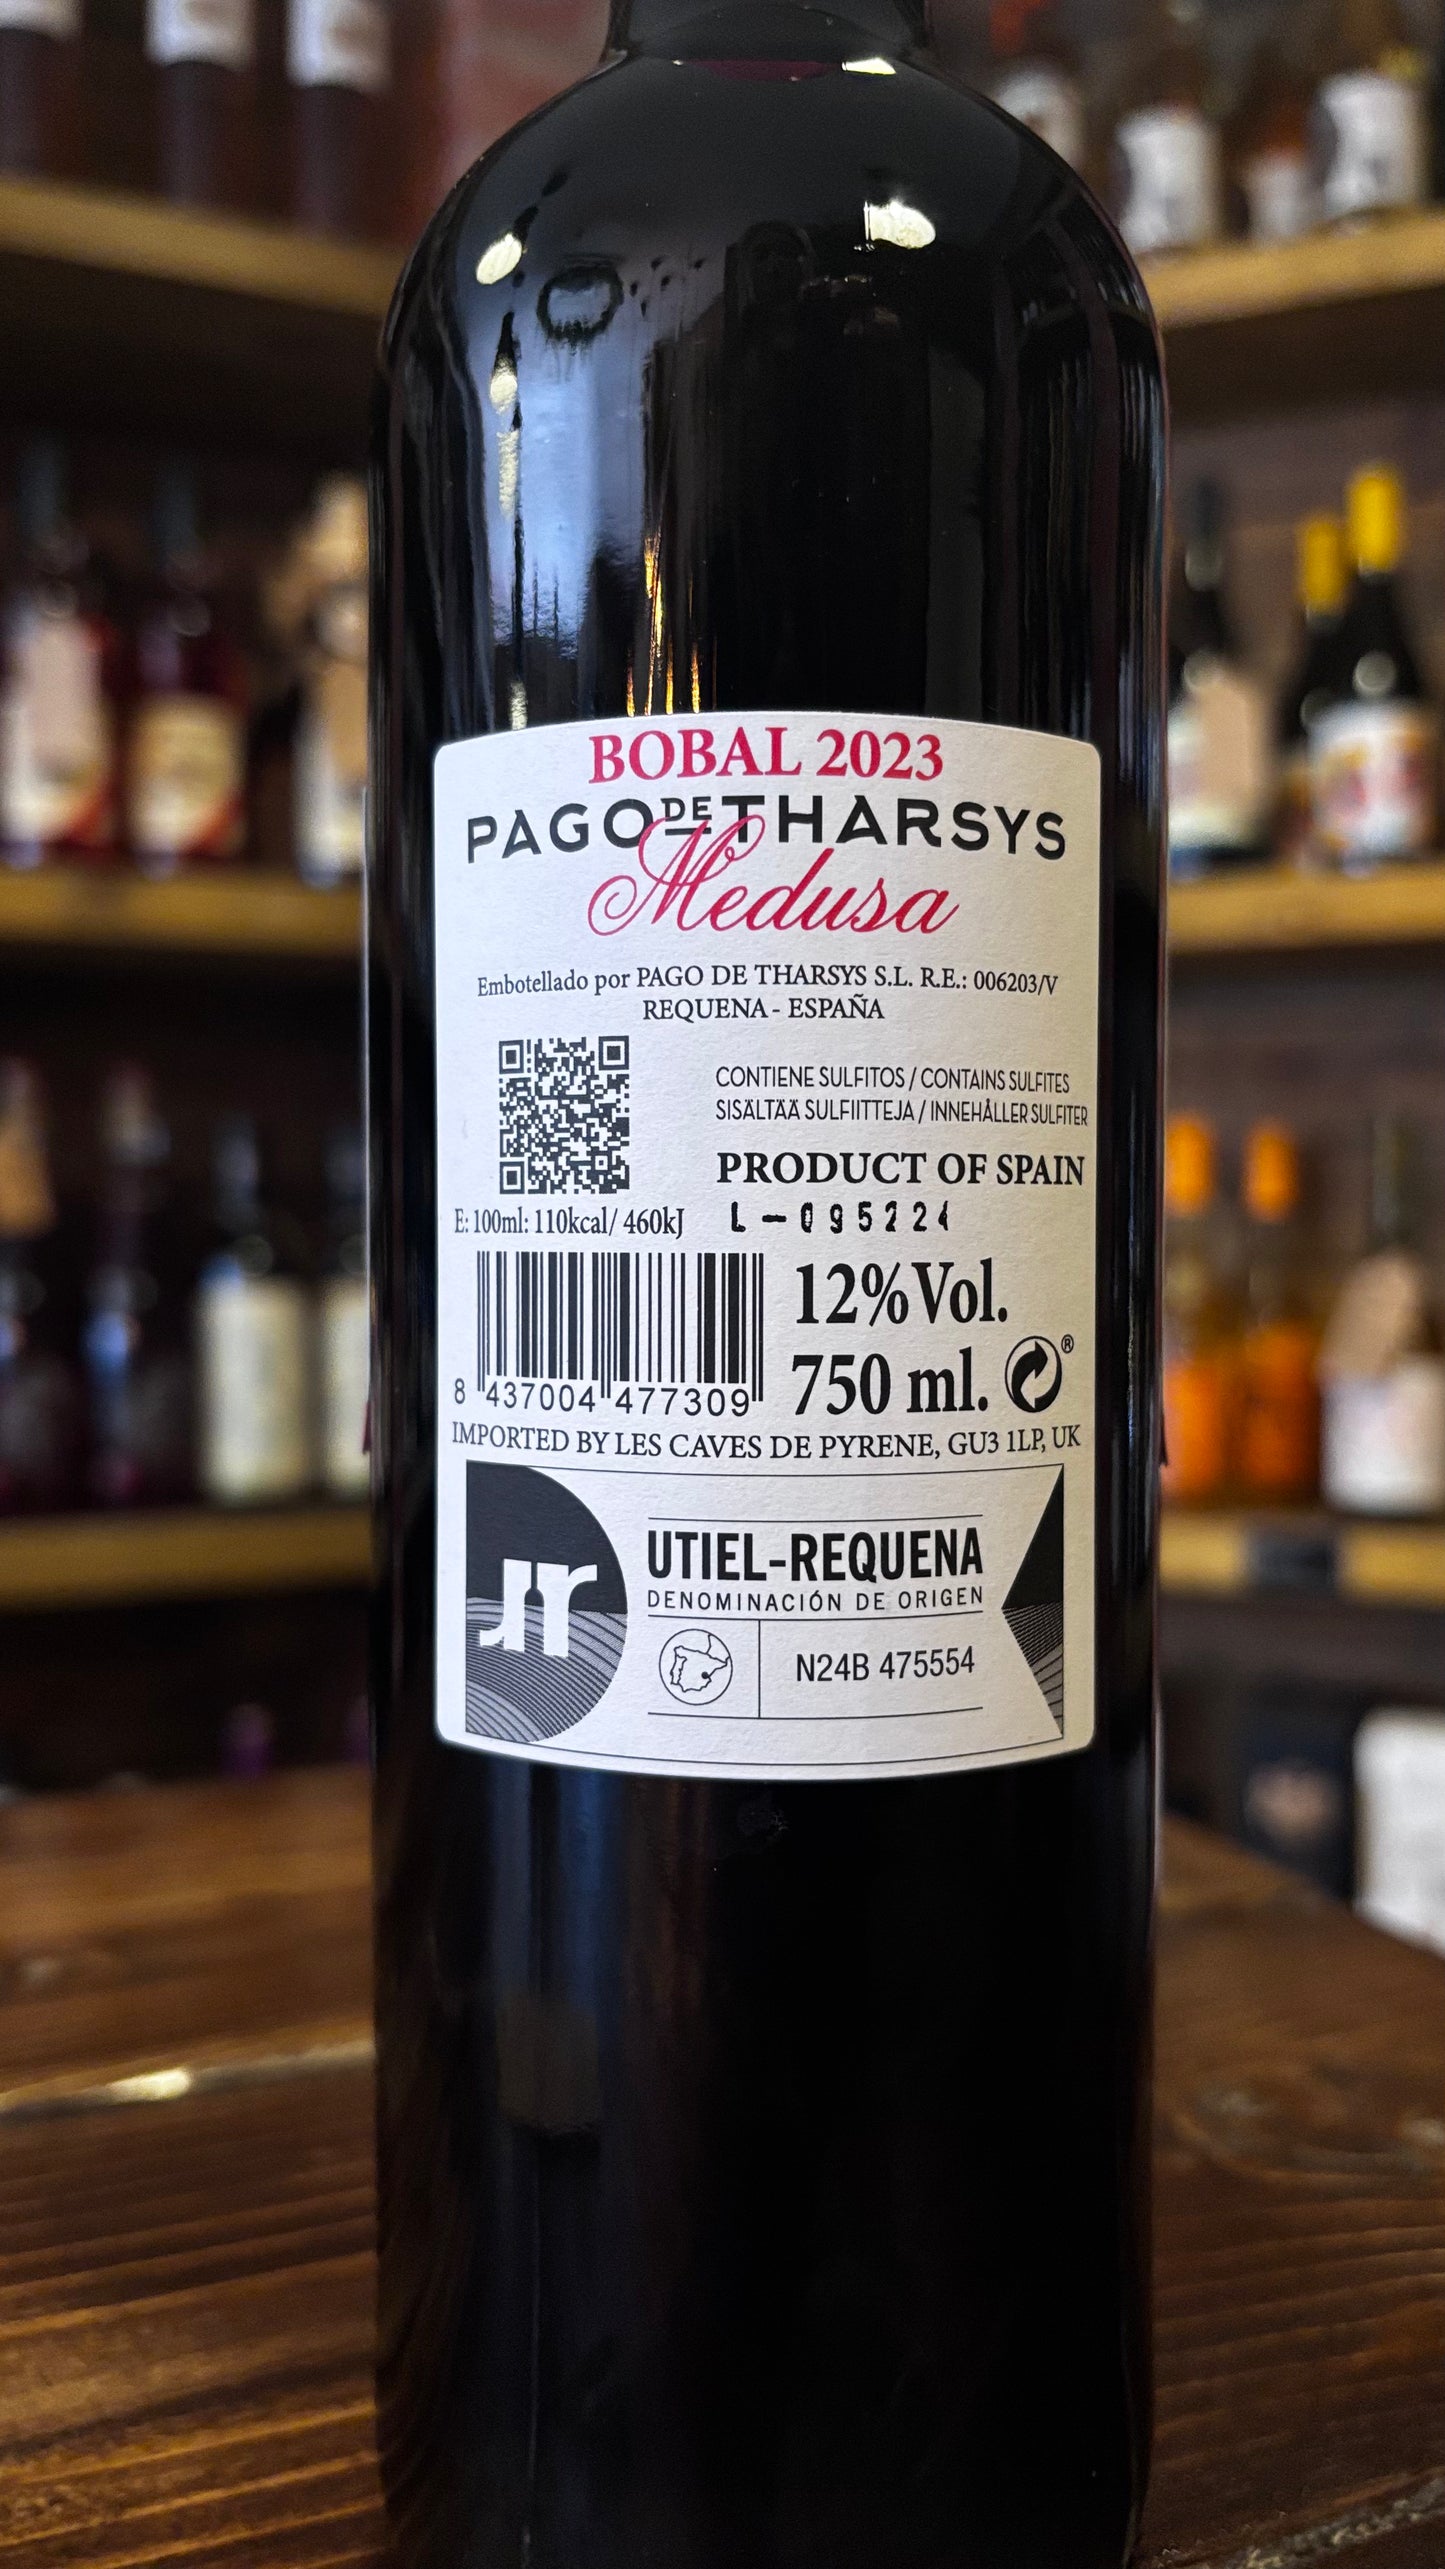 BOBAL 2023
PAGO DE THARSYS
Medusa
Embotellado por PAGO DE THARSYS S.L. R.E.: 006203/V
REQUENA - ESPAÑA
CONTIENE SULFITOS / CONTAINS SULFITES
SISÄLTÄÄ SULFIITTEJA / INNEHÅLLER SULFITER
PRODUCT OF SPAIN
E: 100ml: 110kcal/ 460kJ
L-095224
12%Vol.
750 ml.
8 437004 477309
IMPORTED BY LES CAVES DE PYRENE, GU3 1LP, UK
UTIEL-REQUENA
DENOMINACIÓN DE ORIGEN
N24B 475554